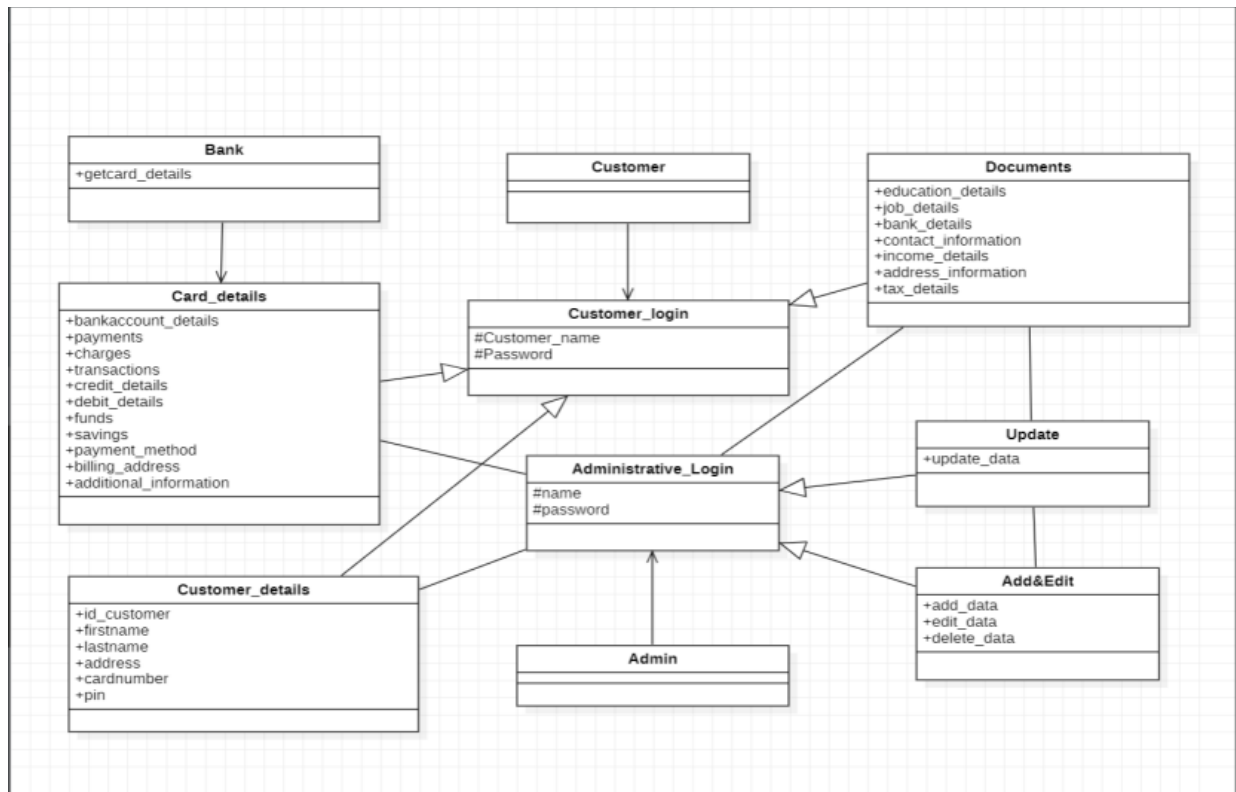 Bank
+getcard_details
Customer
Documents
+education_details
+job_details
+bank_details
+contact_information
+income_details
+address_information
+tax_details
Card_details
+bankaccount_details
+payments
+charges
+transactions
+credit_details
+debit_details
+funds
+savings
+payment_method
+billing_address
+additional_information
Customer_login
#Customer_name
#Password
Administrative_Login
#name
#password
Update
+update_data
Customer_details
+id_customer
+firstname
+lastname
+address
+cardnumber
+pin
Admin
Add&Edit
+add_data
+edit_data
+delete_data